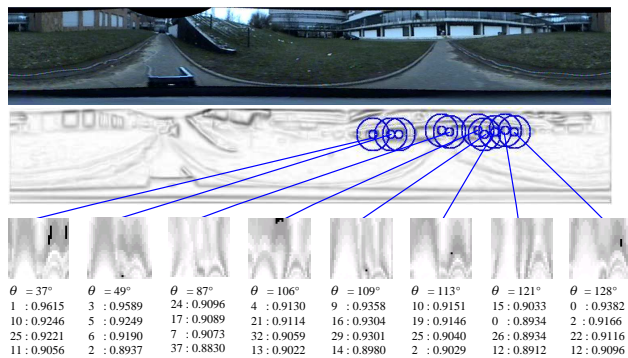 θ = 37° θ = 49° θ = 87° θ = 106° θ = 109° θ = 113° θ = 121° θ = 128°
1 : 0.9615 3 : 0.9589 24 : 0.9096 4 : 0.9130 9 : 0.9358 10 : 0.9151 15 : 0.9033 0 : 0.9382
10 : 0.9246 5 : 0.9249 17 : 0.9089 21 : 0.9114 16 : 0.9304 19 : 0.9146 0 : 0.8934 2 : 0.9166
25 : 0.9221 6 : 0.9190 7 : 0.9073 32 : 0.9059 29 : 0.9301 25 : 0.9040 26 : 0.8934 22 : 0.9116
11 : 0.9056 2 : 0.8937 37 : 0.8830 13 : 0.9022 14 : 0.8980 2 : 0.9029 12 : 0.8912 12 : 0.9096